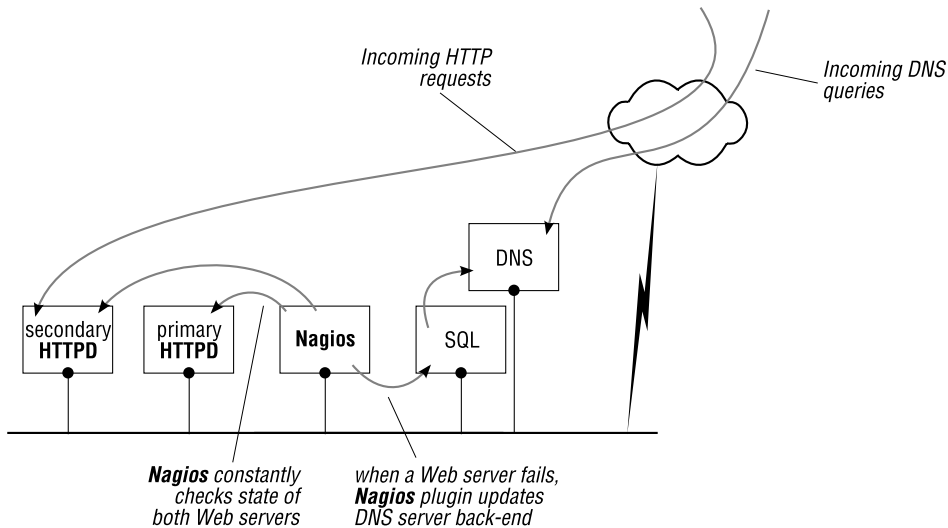 Incoming HTTP
requests
Incoming DNS
queries
DNS
secondary
HTTPD
primary
HTTPD
Nagios
SQL
Nagios constantly
checks state of
both Web servers
when a Web server fails,
Nagios plugin updates
DNS server back-end